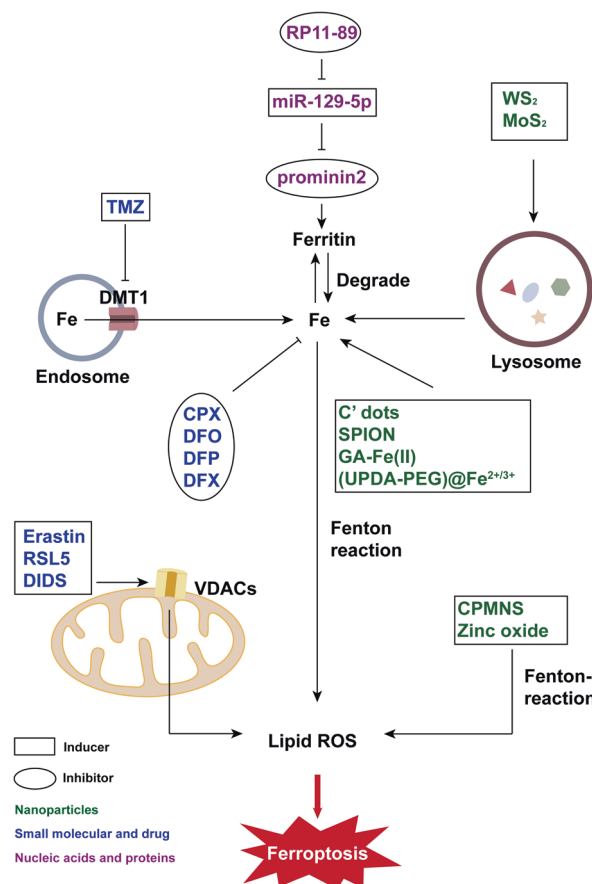 RP11-89
miR-129-5p
WS₂
MoS₂
prominin2
TMZ
Ferritin
Degrade
DMT1
Fe
Fe
Endosome
Lysosome
CPX
DFO
DFP
DFX
C' dots
SPION
GA-Fe(II)
(UPDA-PEG)@Fe²⁺/³⁺
Fenton
reaction
Erastin
RSL5
DIDS
VDACs
CPMNS
Zinc oxide
Fenton-
reaction
Lipid ROS
Inducer
Inhibitor
Nanoparticles
Small molecular and drug
Nucleic acids and proteins
Ferroptosis